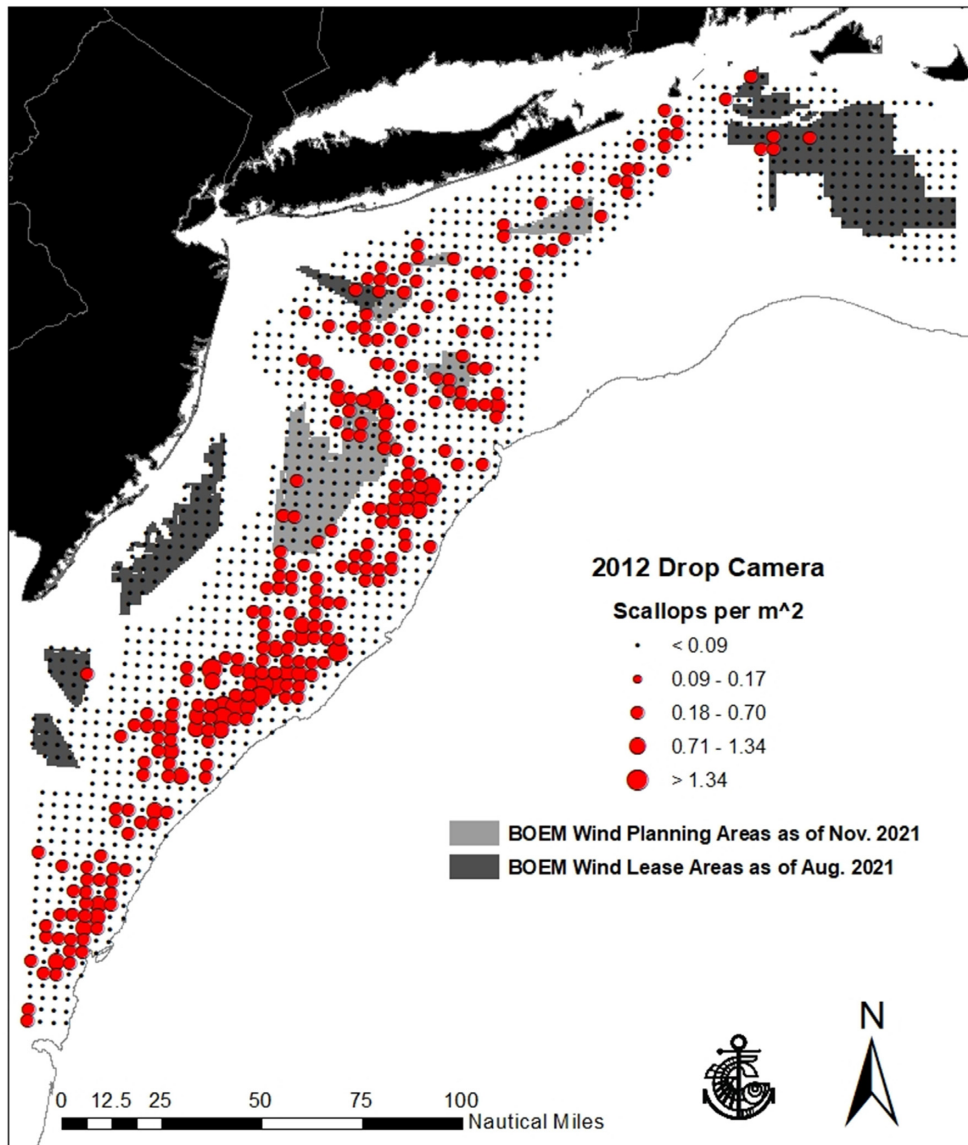 2012 Drop Camera
Scallops per m^2
< 0.09
0.09 - 0.17
0.18 - 0.70
0.71 - 1.34
> 1.34
BOEM Wind Planning Areas as of Nov. 2021
BOEM Wind Lease Areas as of Aug. 2021
N
0 12.5 25 50 75 100
Nautical Miles